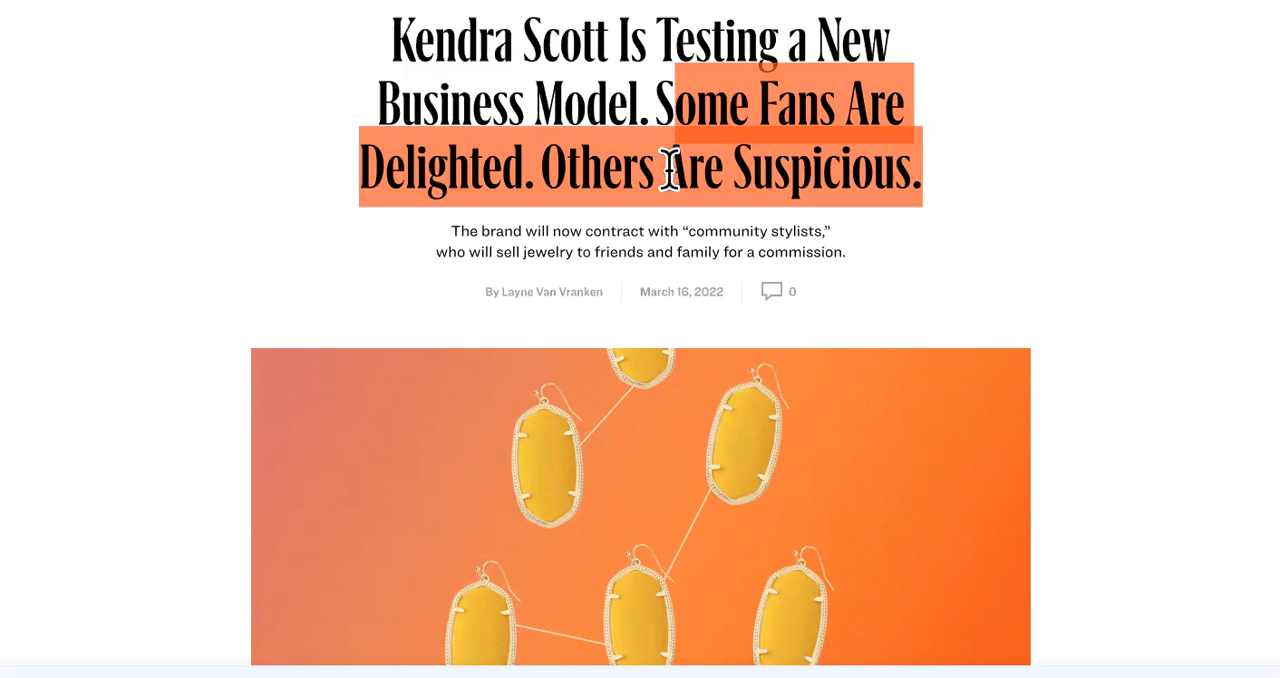 Kendra Scott Is Testing a New
Business Model. Some Fans Are
Delighted. Others Are Suspicious.
The brand will now contract with “community stylists,”
who will sell jewelry to friends and family for a commission.
By Layne Van Vranken
March 16, 2022
0